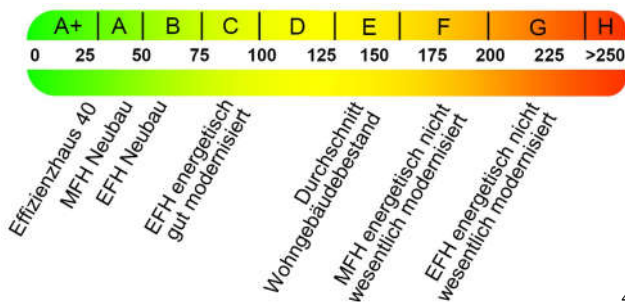 A+ A B C D E F G H
0 25 50 75 100 125 150 175 200 225 >250
Effizienzhaus 40
MFH Neubau
EFH Neubau
EFH energetisch
gut modernisiert
Durchschnitt
Wohngebäudebestand
MFH energetisch nicht
wesentlich modernisiert
EFH energetisch nicht
wesentlich modernisiert